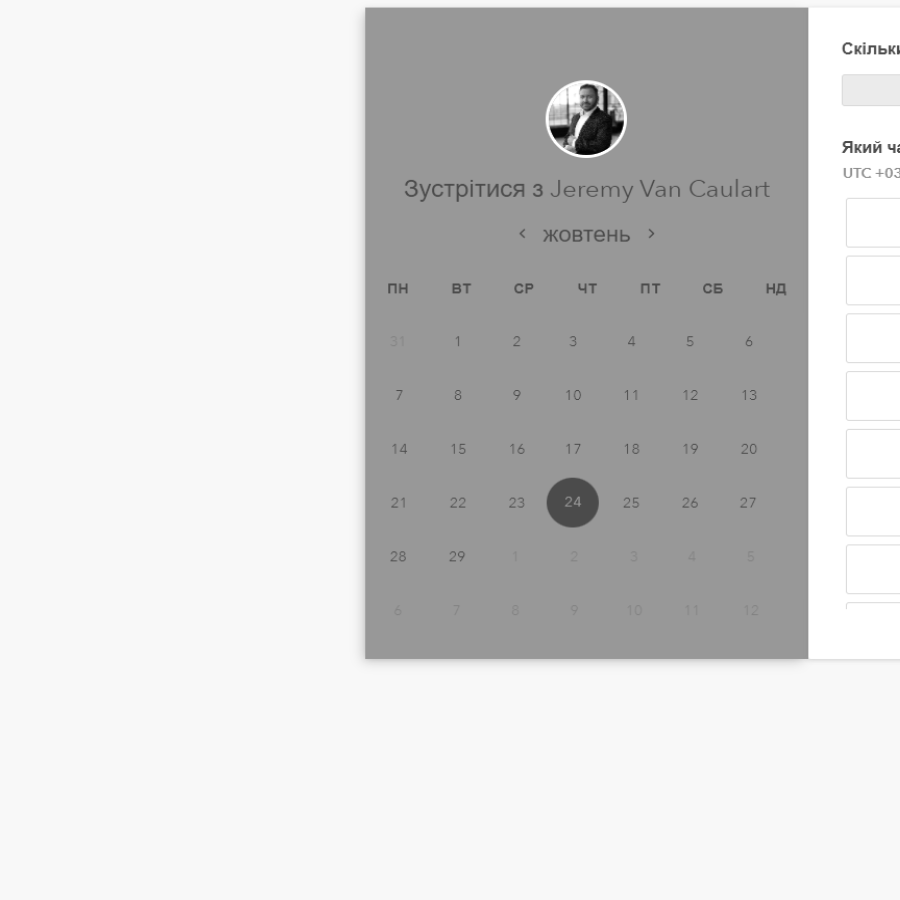 Зустрітися з Jeremy Van Caulart
жовтень
ПН ВТ СР ЧТ ПТ СБ НД
31 1 2 3 4 5 6
7 8 9 10 11 12 13
14 15 16 17 18 19 20
21 22 23 24 25 26 27
28 29 1 2 3 4 5
6 7 8 9 10 11 12
Скільки
Який ча
UTC +03